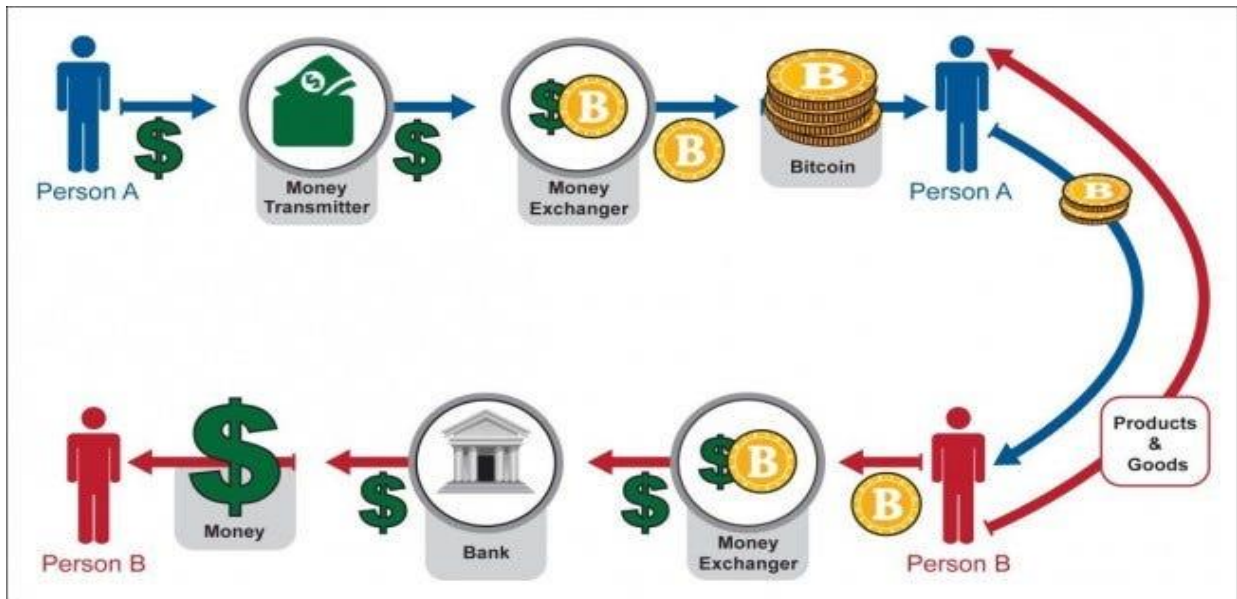 Person A
Money
Transmitter
Money
Exchanger
Bitcoin
Person A
Products
&
Goods
Person B
Money
Bank
Money
Exchanger
Person B